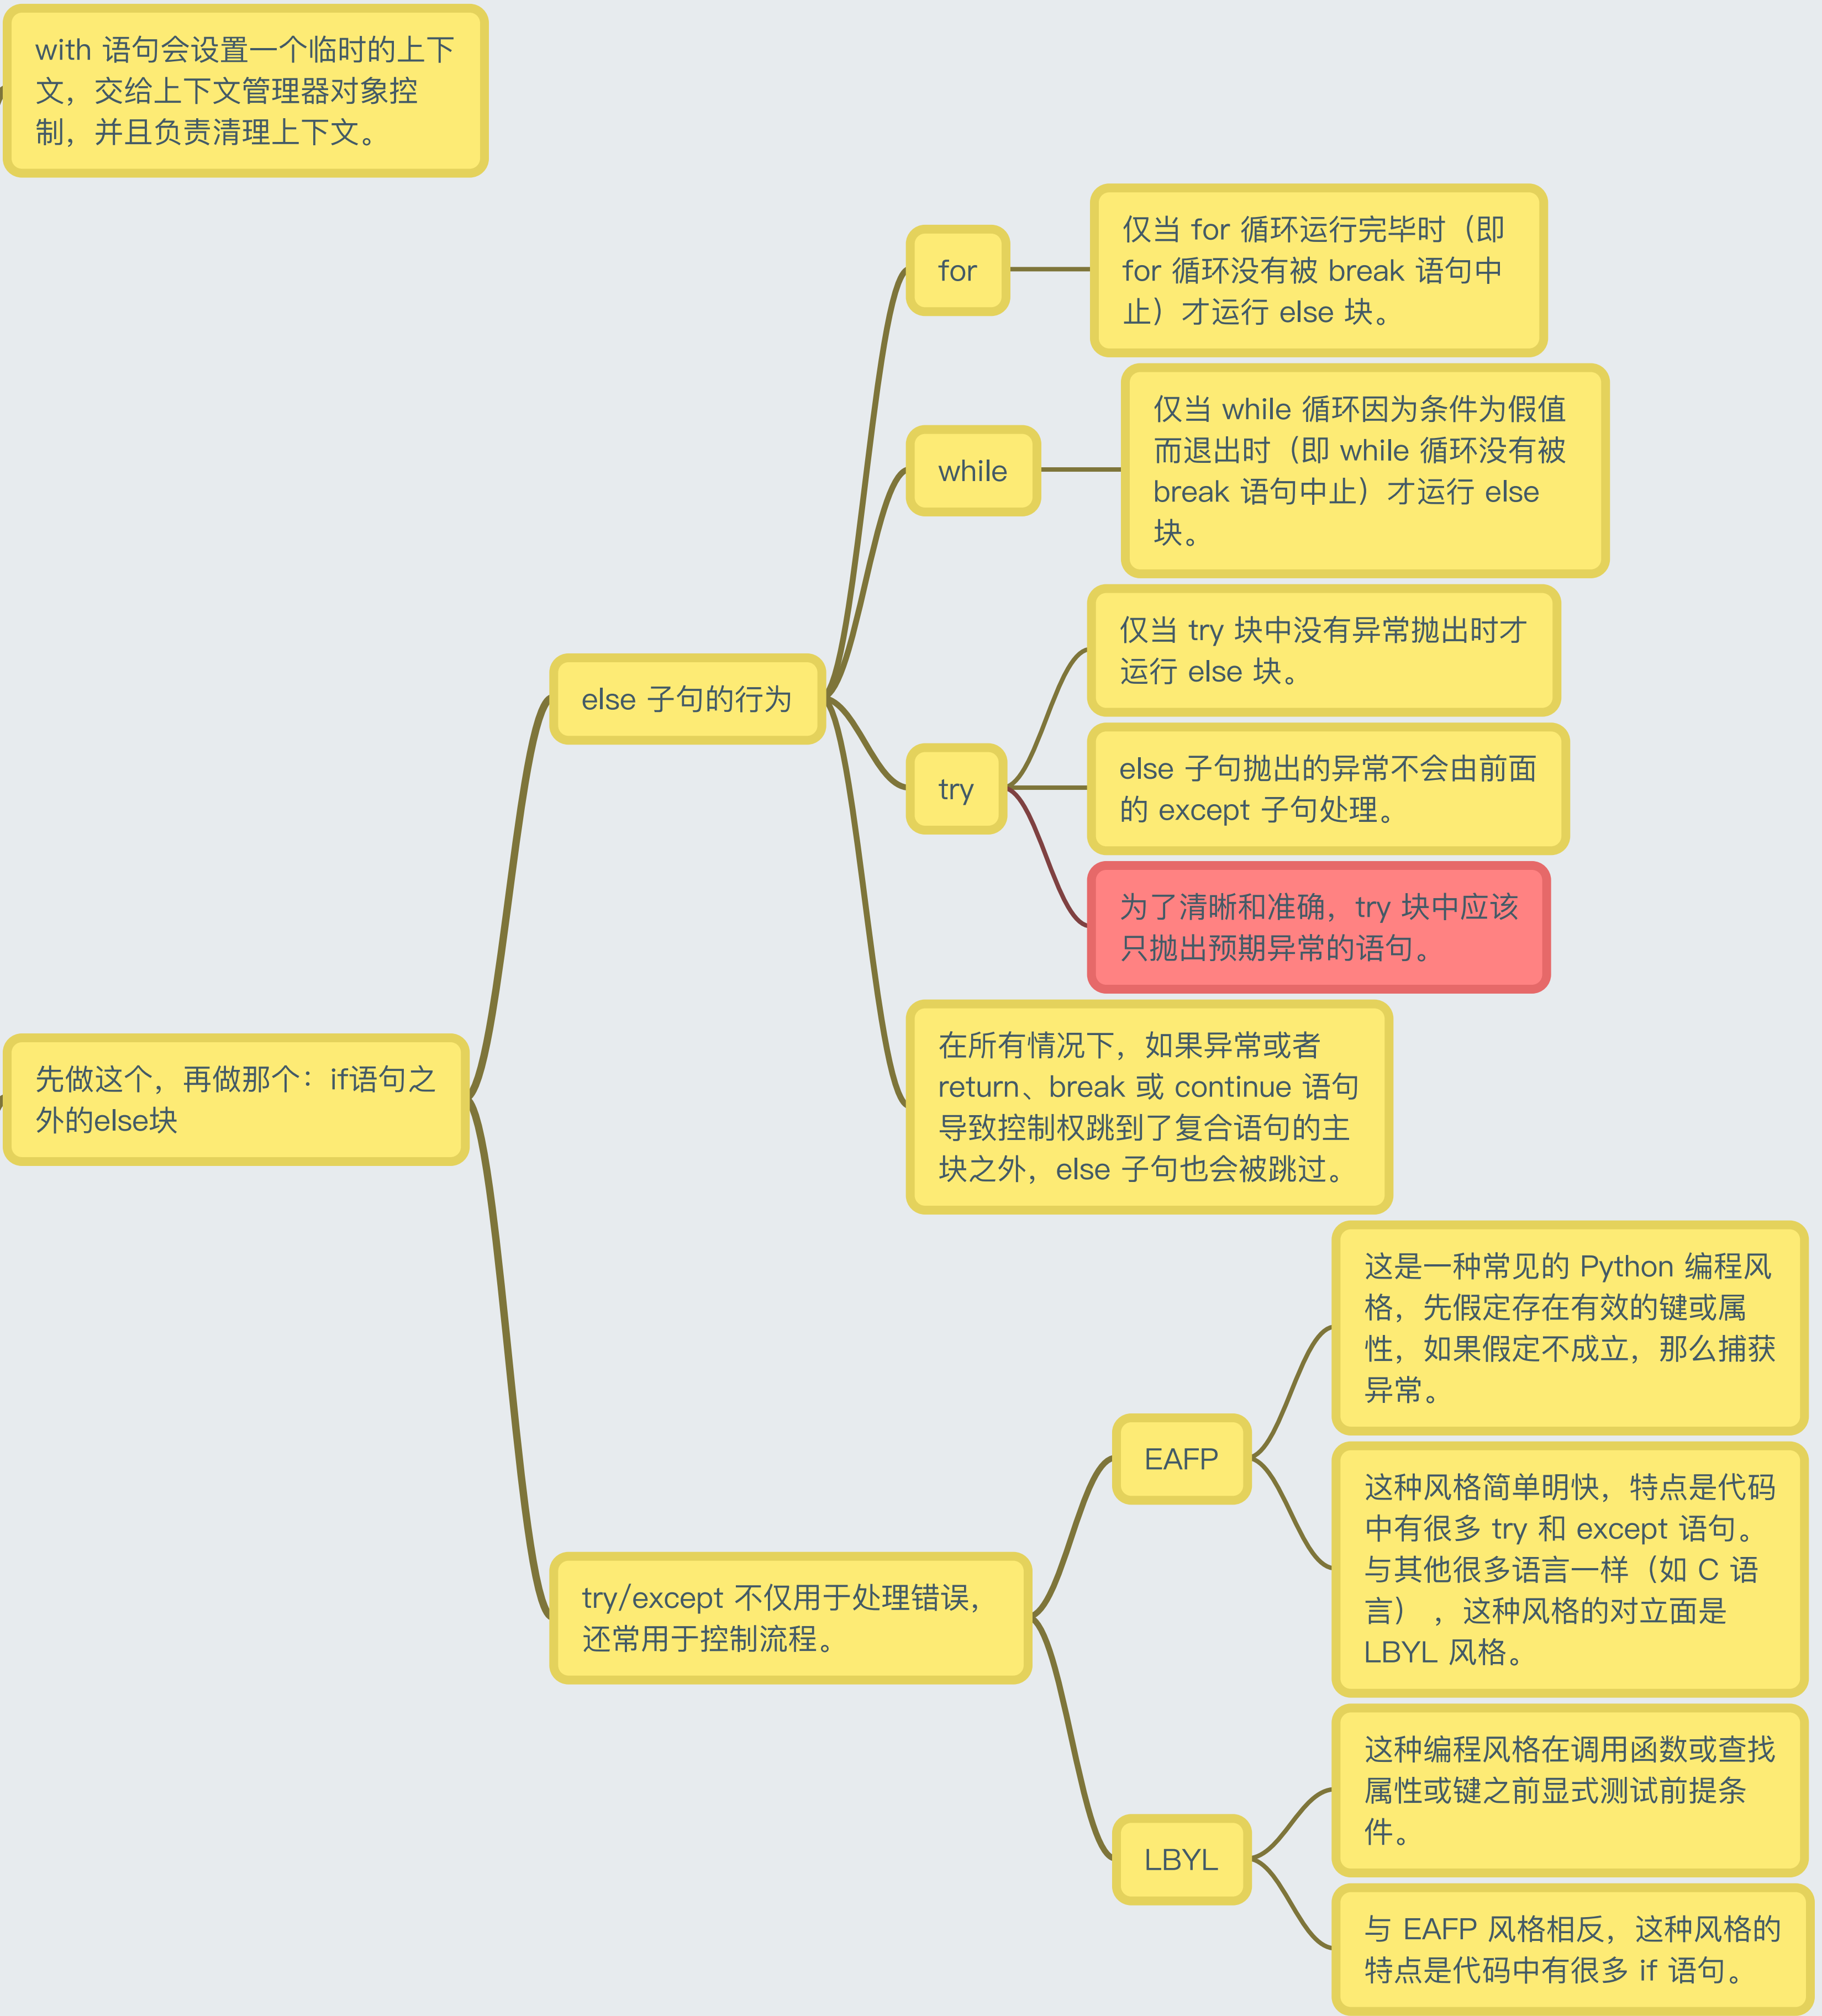 with 语句会设置一个临时的上下
文，交给上下文管理器对象控
制，并且负责清理上下文。
先做这个，再做那个：if语句之
外的else块
else 子句的行为
for
仅当 for 循环运行完毕时（即
for 循环没有被 break 语句中
止）才运行 else 块。
while
仅当 while 循环因为条件为假值
而退出时（即 while 循环没有被
break 语句中止）才运行 else
块。
try
仅当 try 块中没有异常抛出时才
运行 else 块。
else 子句抛出的异常不会由前面
的 except 子句处理。
为了清晰和准确，try 块中应该
只抛出预期异常的语句。
在所有情况下，如果异常或者
return、break 或 continue 语句
导致控制权跳到了复合语句的主
块之外，else 子句也会被跳过。
try/except 不仅用于处理错误，
还常用于控制流程。
EAFP
这是一种常见的 Python 编程风
格，先假定存在有效的键或属
性，如果假定不成立，那么捕获
异常。
这种风格简单明快，特点是代码
中有很多 try 和 except 语句。
与其他很多语言一样（如 C 语
言） ，这种风格的对立面是
LBYL 风格。
LBYL
这种编程风格在调用函数或查找
属性或键之前显式测试前提条
件。
与 EAFP 风格相反，这种风格的
特点是代码中有很多 if 语句。